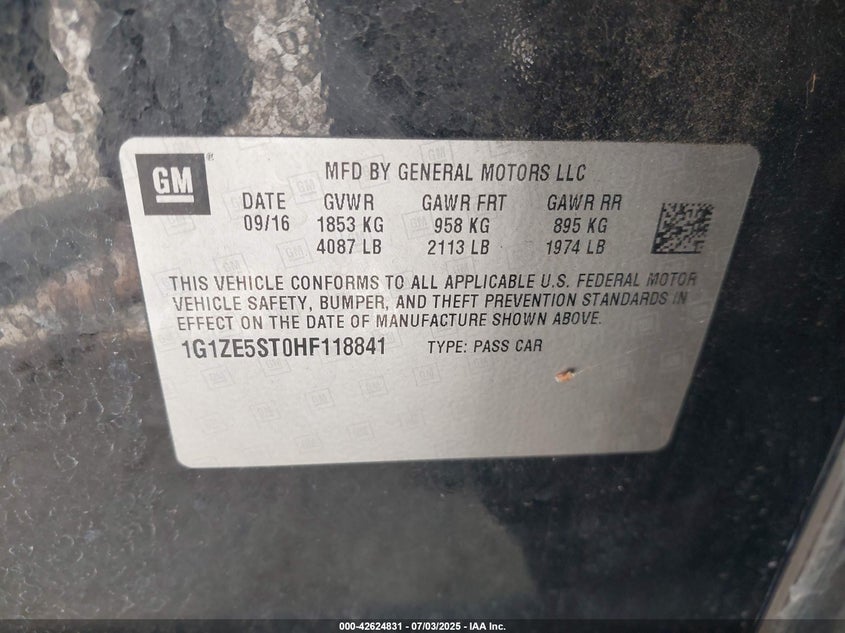 GM® MFD BY GENERAL MOTORS LLC
DATE GVWR GAWR FRT GAWR RR
09/16 1853 KG 958 KG 895 KG
4087 LB 2113 LB 1974 LB
THIS VEHICLE CONFORMS TO ALL APPLICABLE U.S. FEDERAL MOTOR
VEHICLE SAFETY, BUMPER, AND THEFT PREVENTION STANDARDS IN
EFFECT ON THE DATE OF MANUFACTURE SHOWN ABOVE.
1G1ZE5ST0HF118841 TYPE: PASS CAR
000-42624831 - 07/03/2025 - IAA Inc.